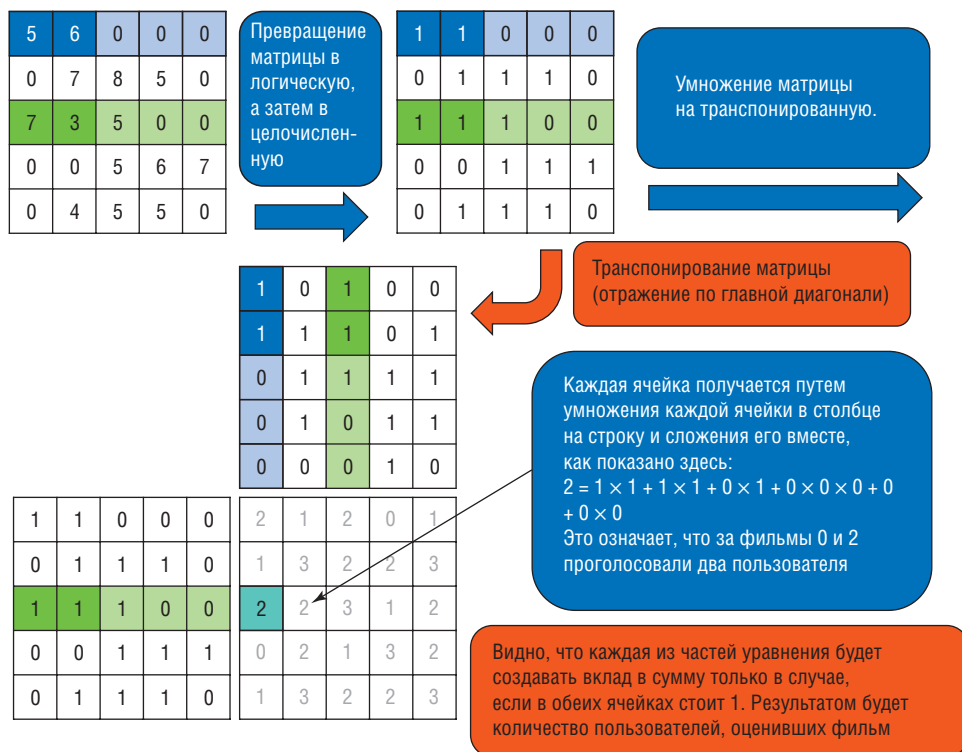 5 6 0 0 0
0 7 8 5 0
7 3 5 0 0
0 0 5 6 7
0 4 5 5 0
Превращение
матрицы в
логическую,
а затем в
целочислен-
ную
1 1 0 0 0
0 1 1 1 0
1 1 1 0 0
0 0 1 1 1
0 1 1 1 0
Умножение матрицы
на транспонированную.
Транспонирование матрицы
(отражение по главной диагонали)
1 0 1 0 0
1 1 1 0 1
0 1 1 1 1
0 1 0 1 1
0 0 0 1 0
Каждая ячейка получается путем
умножения каждой ячейки в столбце
на строку и сложения его вместе,
как показано здесь:
2 = 1 × 1 + 1 × 1 + 0 × 1 + 0 × 0 × 0 + 0
+ 0 × 0
Это означает, что за фильмы 0 и 2
проголосовали два пользователя
1 1 0 0 0
0 1 1 1 0
1 1 1 0 0
0 0 1 1 1
0 1 1 1 0
2 1 2 0 1
1 3 2 2 3
2 2 3 1 2
0 2 1 3 2
1 3 2 2 3
Видно, что каждая из частей уравнения будет
создавать вклад в сумму только в случае,
если в обеих ячейках стоит 1. Результатом будет
количество пользователей, оценивших фильм